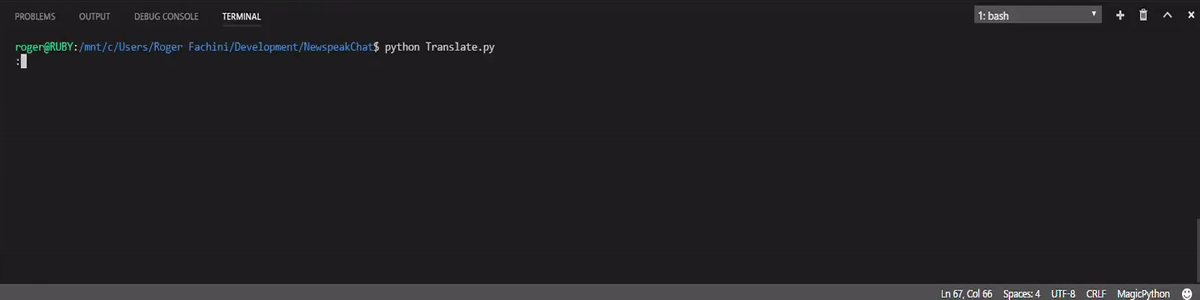 PROBLEMS OUTPUT DEBUG CONSOLE TERMINAL 1: bash
roger@RUBY:/mnt/c/Users/Roger Fachini/Development/NewspeakChat$ python Translate.py
:
Ln 67, Col 66 Spaces: 4 UTF-8 CRLF MagicPython